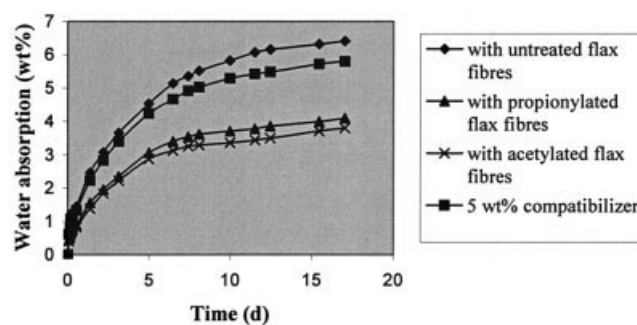 7
6
5
4
3
2
1
0
Water absorption (wt%)
0 5 10 15 20
Time (d)
with untreated flax
fibres
with propionylated
flax fibres
with acetylated flax
fibres
5 wt% compatibilizer